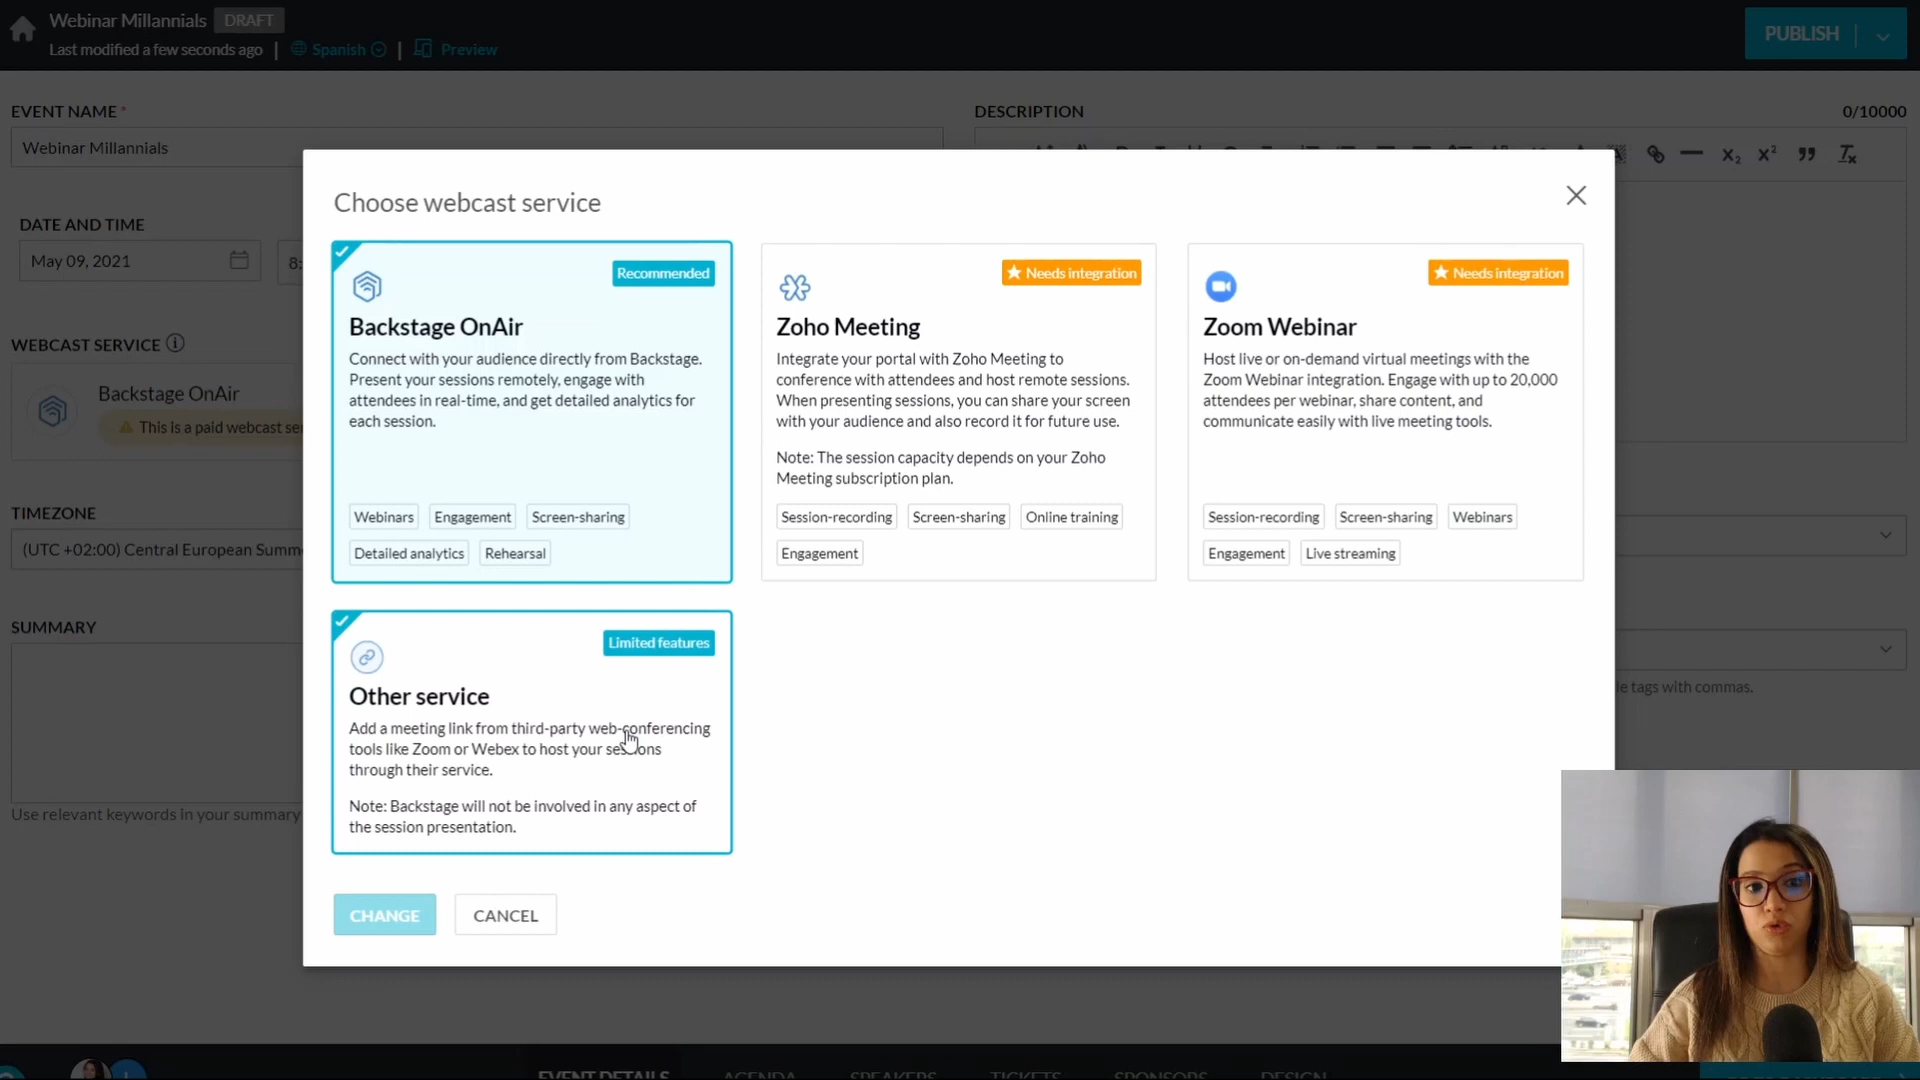 Webinar Millannials DRAFT
Last modified a few seconds ago | Spanish | Preview
PUBLISH
EVENT NAME *
Webinar Millannials
DESCRIPTION
0/10000
DATE AND TIME
May 09, 2021
8:
WEBCAST SERVICE
Backstage OnAir
This is a paid webcast se
TIMEZONE
(UTC +02:00) Central European Summ
SUMMARY
Use relevant keywords in your summary
le tags with commas.
Choose webcast service
Recommended
Backstage OnAir
Connect with your audience directly from Backstage.
Present your sessions remotely, engage with
attendees in real-time, and get detailed analytics for
each session.
Webinars Engagement Screen-sharing
Detailed analytics Rehearsal
Needs integration
Zoho Meeting
Integrate your portal with Zoho Meeting to
conference with attendees and host remote sessions.
When presenting sessions, you can share your screen
with your audience and also record it for future use.
Note: The session capacity depends on your Zoho
Meeting subscription plan.
Session-recording Screen-sharing Online training
Engagement
Needs integration
Zoom Webinar
Host live or on-demand virtual meetings with the
Zoom Webinar integration. Engage with up to 20,000
attendees per webinar, share content, and
communicate easily with live meeting tools.
Session-recording Screen-sharing Webinars
Engagement Live streaming
Limited features
Other service
Add a meeting link from third-party web-conferencing
tools like Zoom or Webex to host your sessions
through their service.
Note: Backstage will not be involved in any aspect of
the session presentation.
CHANGE CANCEL
EVENT DETAILS AGENDA SPEAKERS TICKETS SPONSORS DESIGN